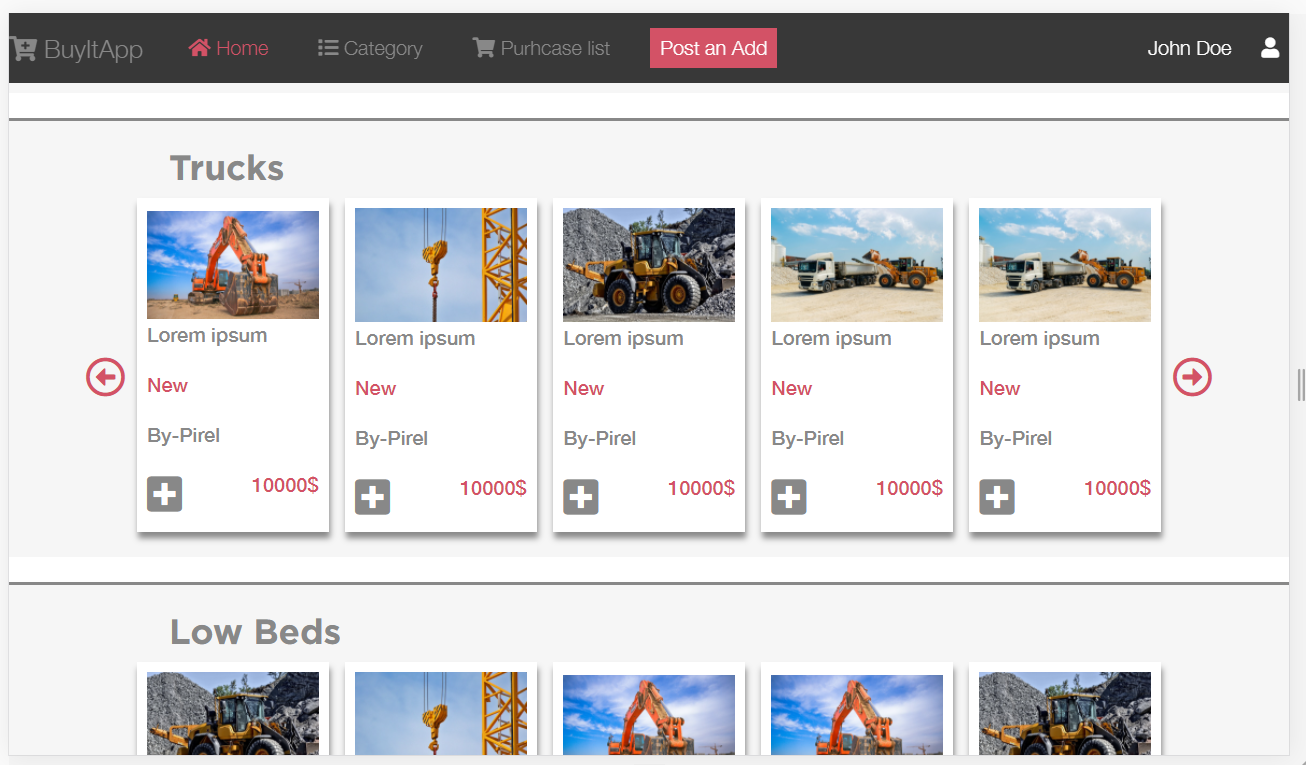 BuyItApp Home Category Purhcase list Post an Add John Doe
Trucks
Lorem ipsum Lorem ipsum Lorem ipsum Lorem ipsum Lorem ipsum
New New New New New
By-Pirel By-Pirel By-Pirel By-Pirel By-Pirel
10000$ 10000$ 10000$ 10000$ 10000$
Low Beds